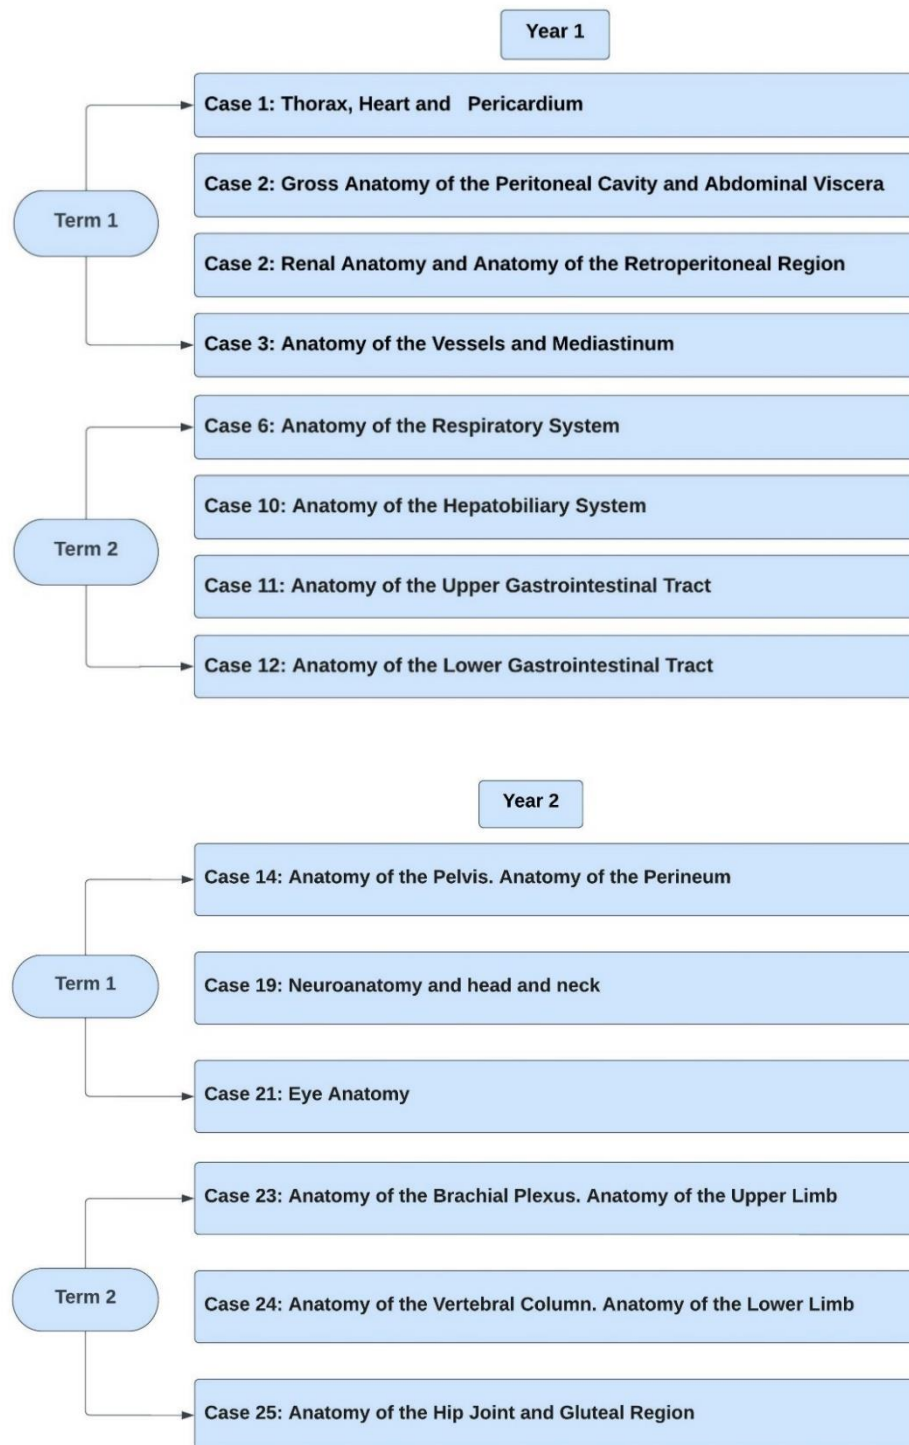 Year 1
Case 1: Thorax, Heart and Pericardium
Case 2: Gross Anatomy of the Peritoneal Cavity and Abdominal Viscera
Term 1
Case 2: Renal Anatomy and Anatomy of the Retroperitoneal Region
Case 3: Anatomy of the Vessels and Mediastinum
Case 6: Anatomy of the Respiratory System
Case 10: Anatomy of the Hepatobiliary System
Term 2
Case 11: Anatomy of the Upper Gastrointestinal Tract
Case 12: Anatomy of the Lower Gastrointestinal Tract
Year 2
Case 14: Anatomy of the Pelvis. Anatomy of the Perineum
Term 1
Case 19: Neuroanatomy and head and neck
Case 21: Eye Anatomy
Case 23: Anatomy of the Brachial Plexus. Anatomy of the Upper Limb
Term 2
Case 24: Anatomy of the Vertebral Column. Anatomy of the Lower Limb
Case 25: Anatomy of the Hip Joint and Gluteal Region